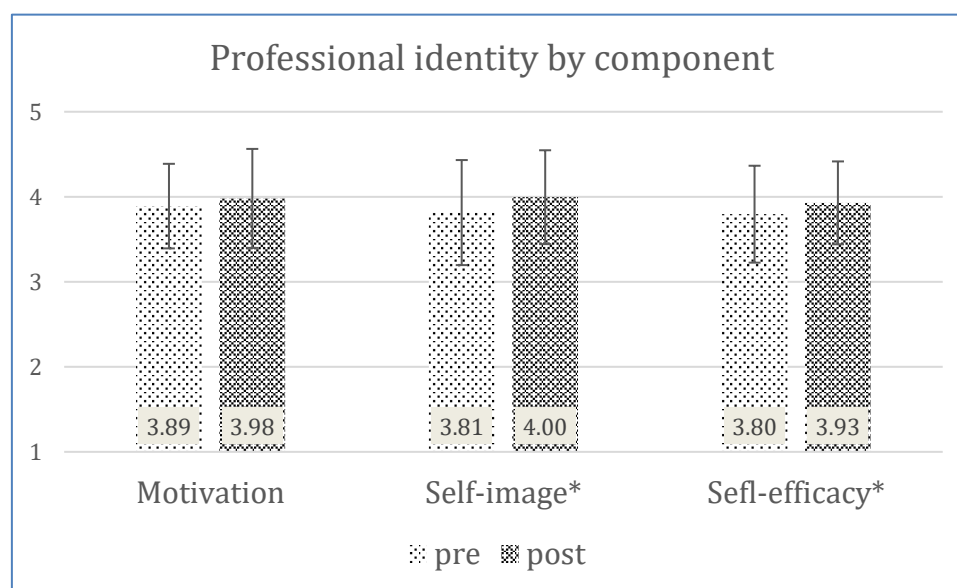 Professional identity by component
5
4
3
2
1
3.89 3.98 3.81 4.00 3.80 3.93
Motivation Self-image* Sefl-efficacy*
pre post